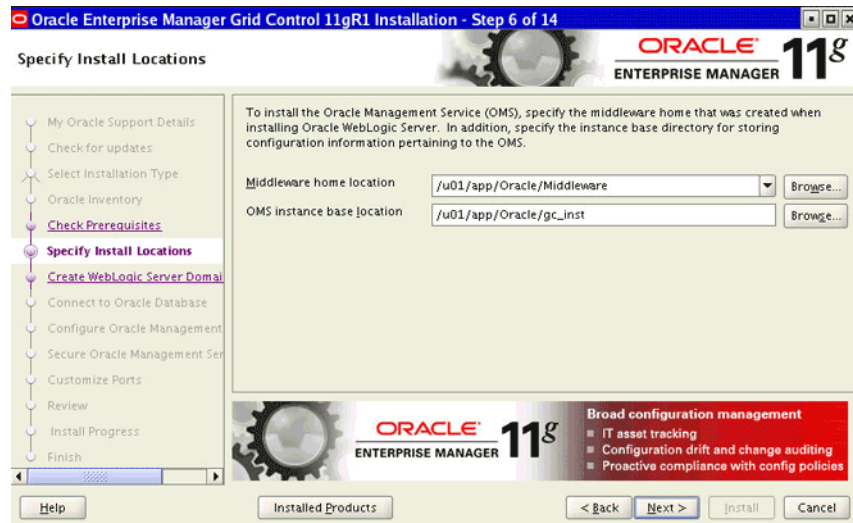 Oracle Enterprise Manager Grid Control 11gR1 Installation - Step 6 of 14
Specify Install Locations
ORACLE
ENTERPRISE MANAGER
11g
My Oracle Support Details
Check for updates
Select Installation Type
Oracle Inventory
Check Prerequisites
Specify Install Locations
Create WebLogic Server Domai
Connect to Oracle Database
Configure Oracle Management
Secure Oracle Management Ser
Customize Ports
Review
Install Progress
Finish
To install the Oracle Management Service (OMS), specify the middleware home that was created when
installing Oracle WebLogic Server. In addition, specify the instance base directory for storing
configuration information pertaining to the OMS.
Middleware home location /u01/app/Oracle/Middleware Browse...
OMS instance base location /u01/app/Oracle/gc_inst Browse...
ORACLE
ENTERPRISE MANAGER
11g
Broad configuration management
IT asset tracking
Configuration drift and change auditing
Proactive compliance with config policies
Help Installed Products < Back Next > Install Cancel